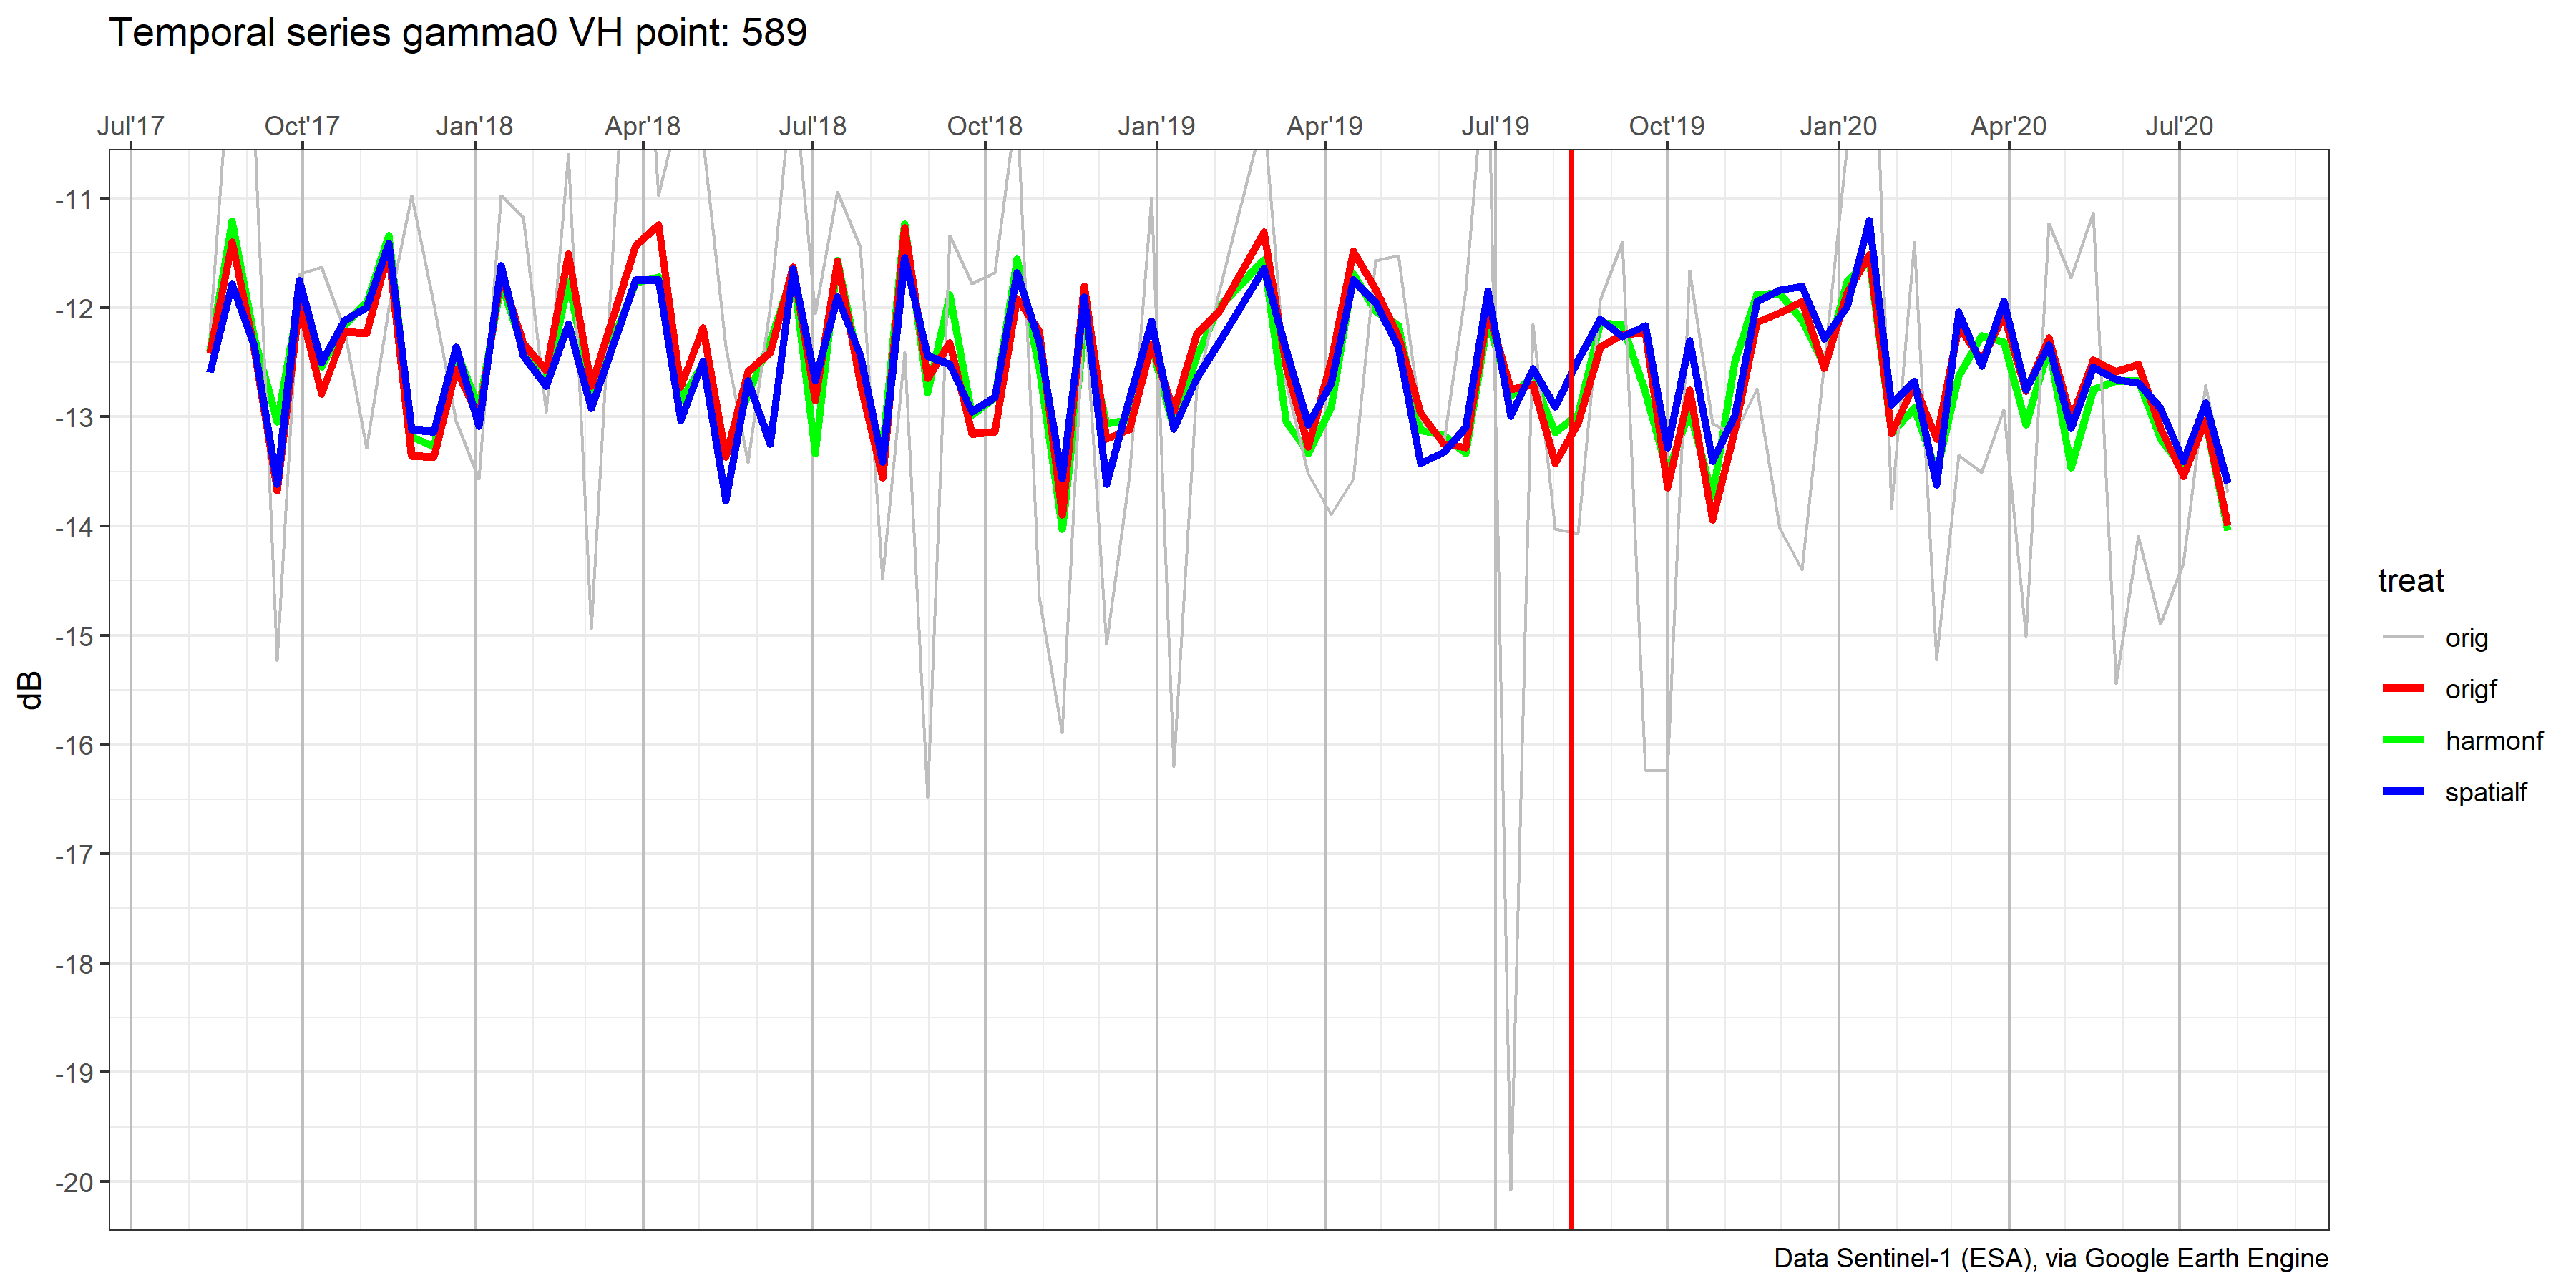 Temporal series gamma0 VH point: 589
Jul'17 Oct'17 Jan'18 Apr'18 Jul'18 Oct'18 Jan'19 Apr'19 Jul'19 Oct'19 Jan'20 Apr'20 Jul'20
-11
-12
-13
-14
-15
-16
-17
-18
-19
-20
dB
treat
orig
origf
harmonf
spatialf
Data Sentinel-1 (ESA), via Google Earth Engine